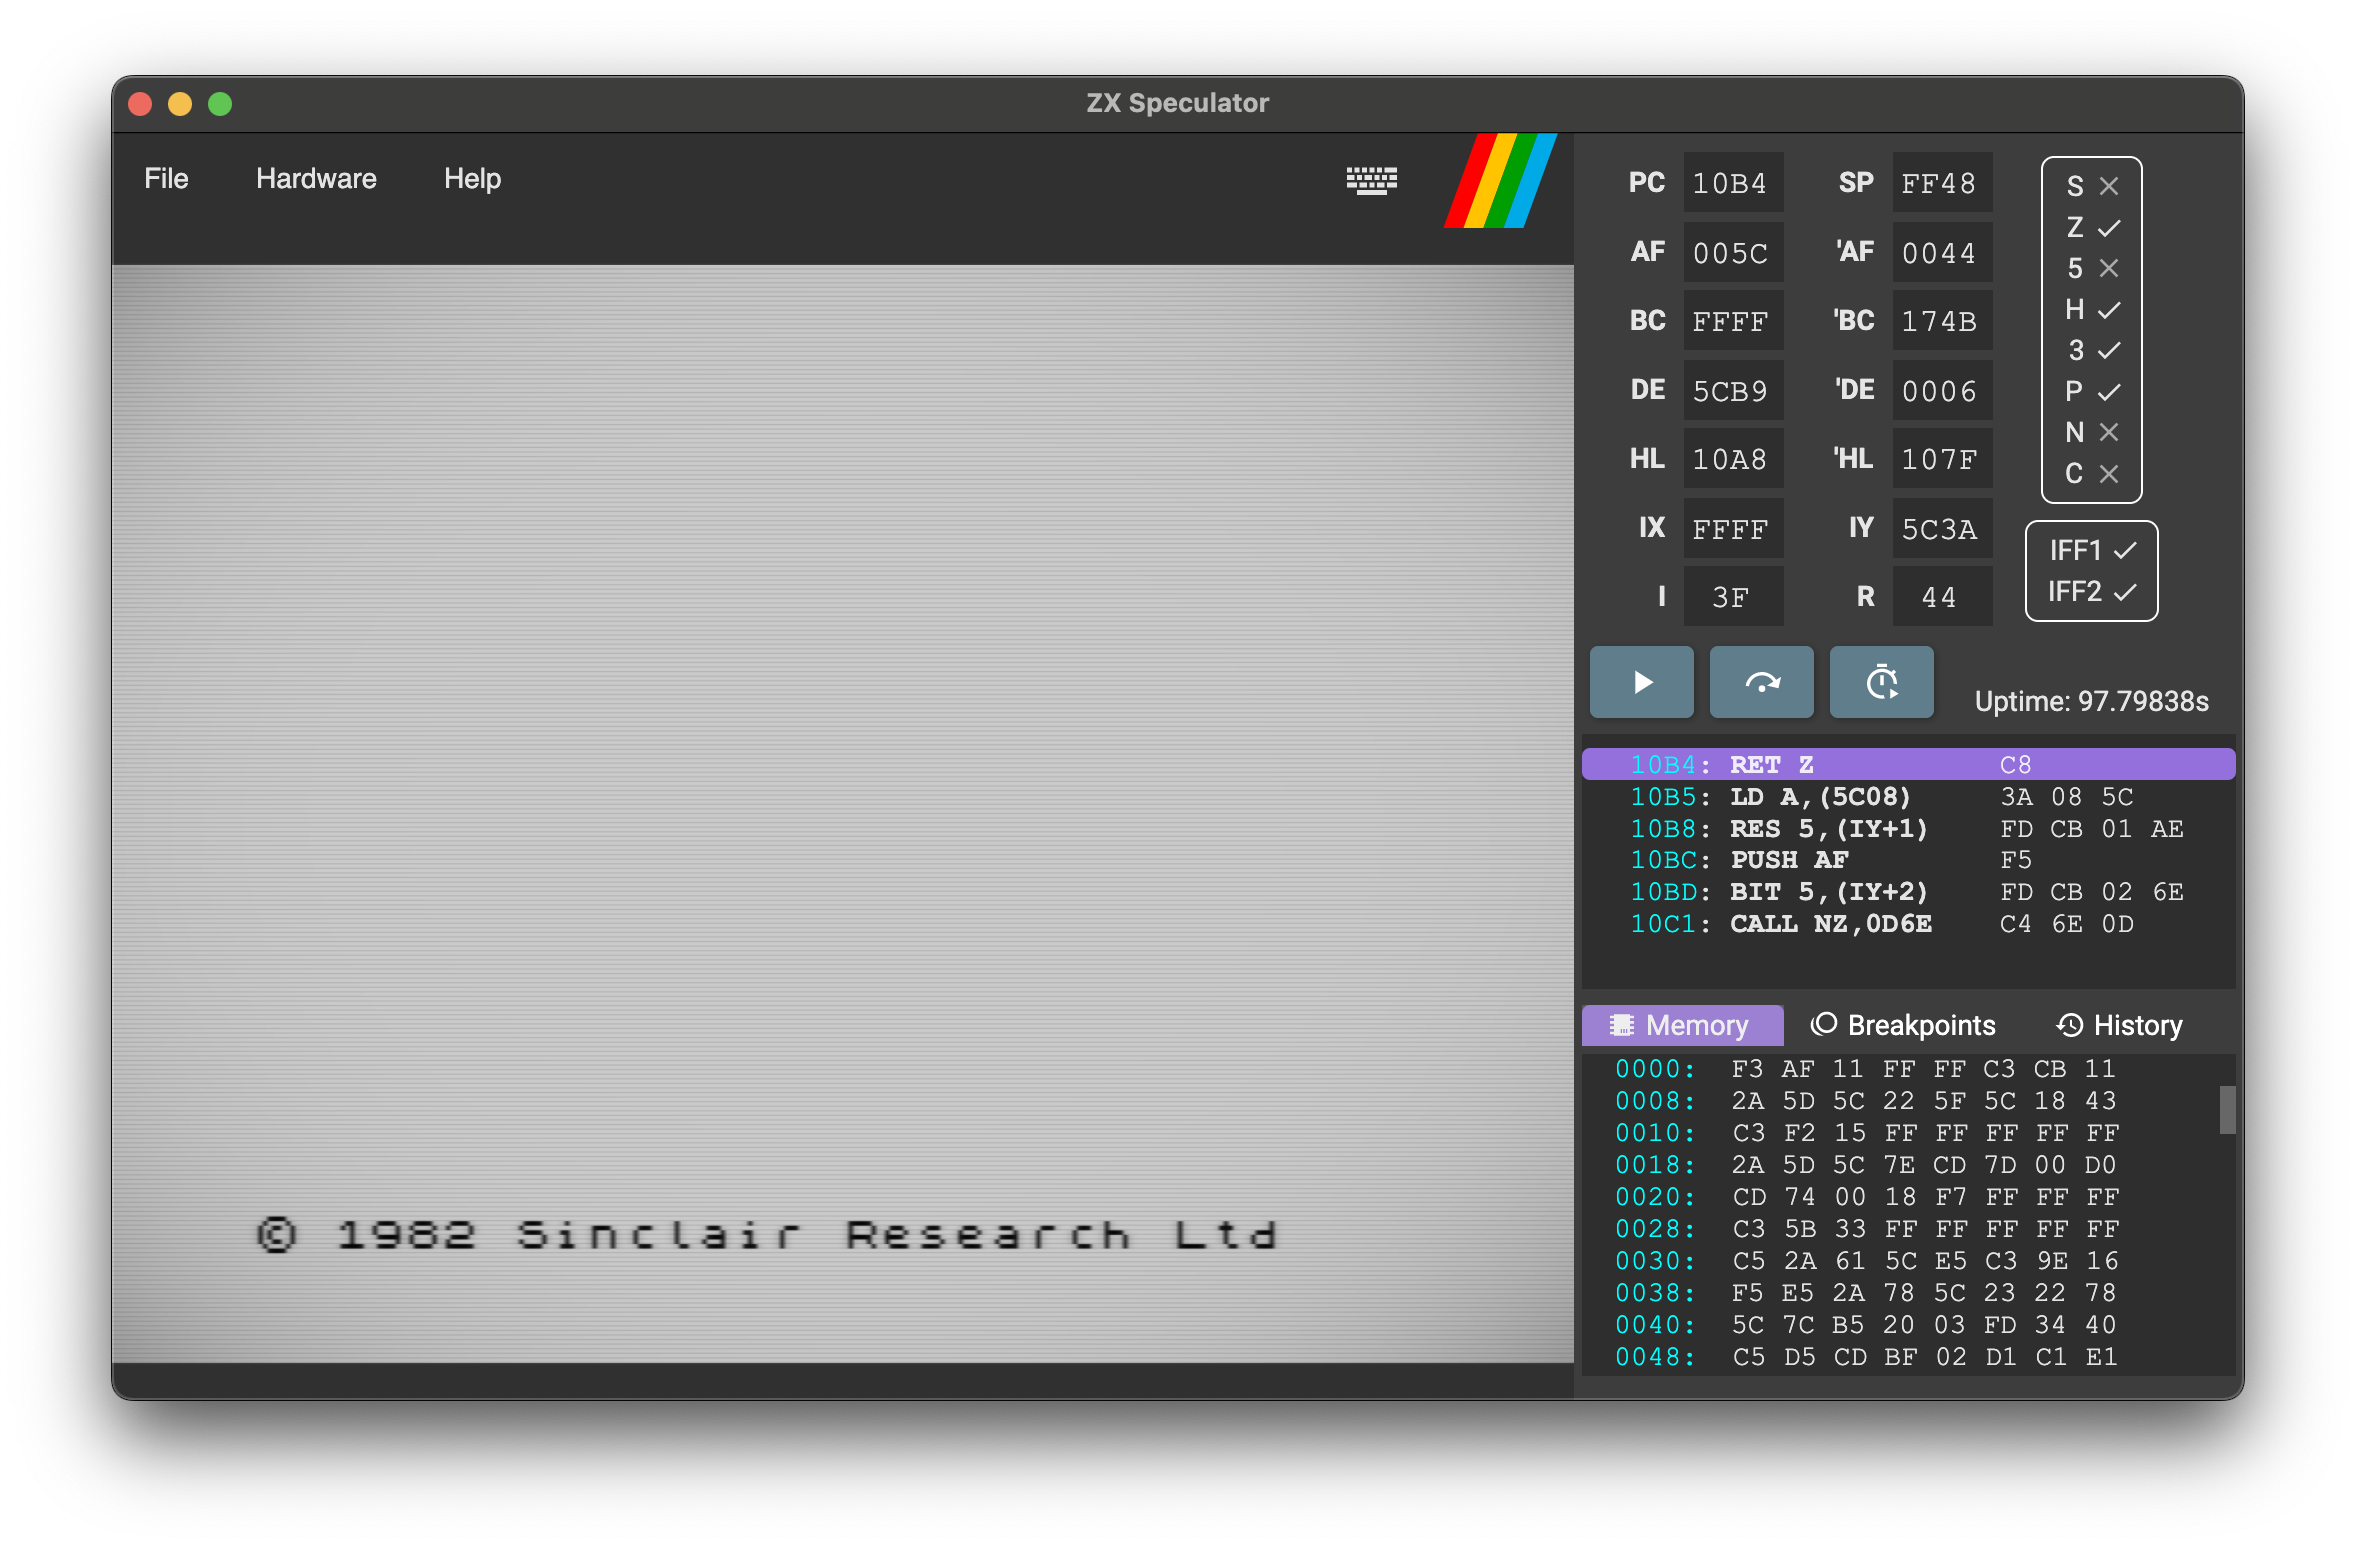 ZX Speculator
File Hardware Help
© 1982 Sinclair Research Ltd
PC 10B4 SP FF48
AF 005C 'AF 0044
BC FFFF 'BC 174B
DE 5CB9 'DE 0006
HL 10A8 'HL 107F
IX FFFF IY 5C3A
I 3F R 44
S
Z
5
H
3
P
N
C
IFF1
IFF2
Uptime: 97.79838s
10B4: RET Z C8
10B5: LD A,(5C08) 3A 08 5C
10B8: RES 5,(IY+1) FD CB 01 AE
10BC: PUSH AF F5
10BD: BIT 5,(IY+2) FD CB 02 6E
10C1: CALL NZ,0D6E C4 6E 0D
Memory Breakpoints History
0000: F3 AF 11 FF FF C3 CB 11
0008: 2A 5D 5C 22 5F 5C 18 43
0010: C3 F2 15 FF FF FF FF FF
0018: 2A 5D 5C 7E CD 7D 00 D0
0020: CD 74 00 18 F7 FF FF FF
0028: C3 5B 33 FF FF FF FF FF
0030: C5 2A 61 5C E5 C3 9E 16
0038: F5 E5 2A 78 5C 23 22 78
0040: 5C 7C B5 20 03 FD 34 40
0048: C5 D5 CD BF 02 D1 C1 E1